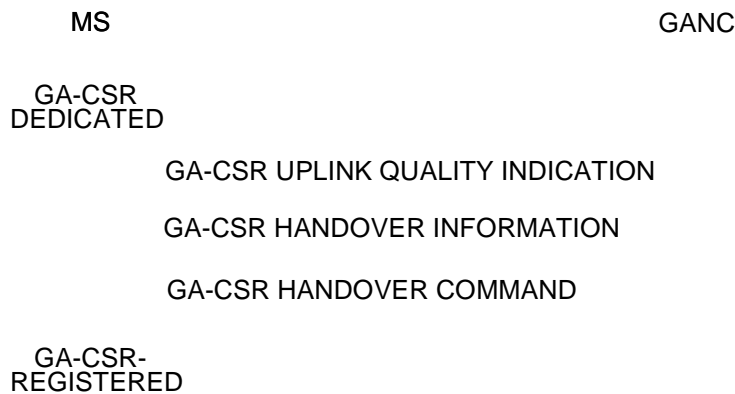 MS
GANC
GA-CSR
DEDICATED
GA-CSR UPLINK QUALITY INDICATION
GA-CSR HANDOVER INFORMATION
GA-CSR HANDOVER COMMAND
GA-CSR-
REGISTERED